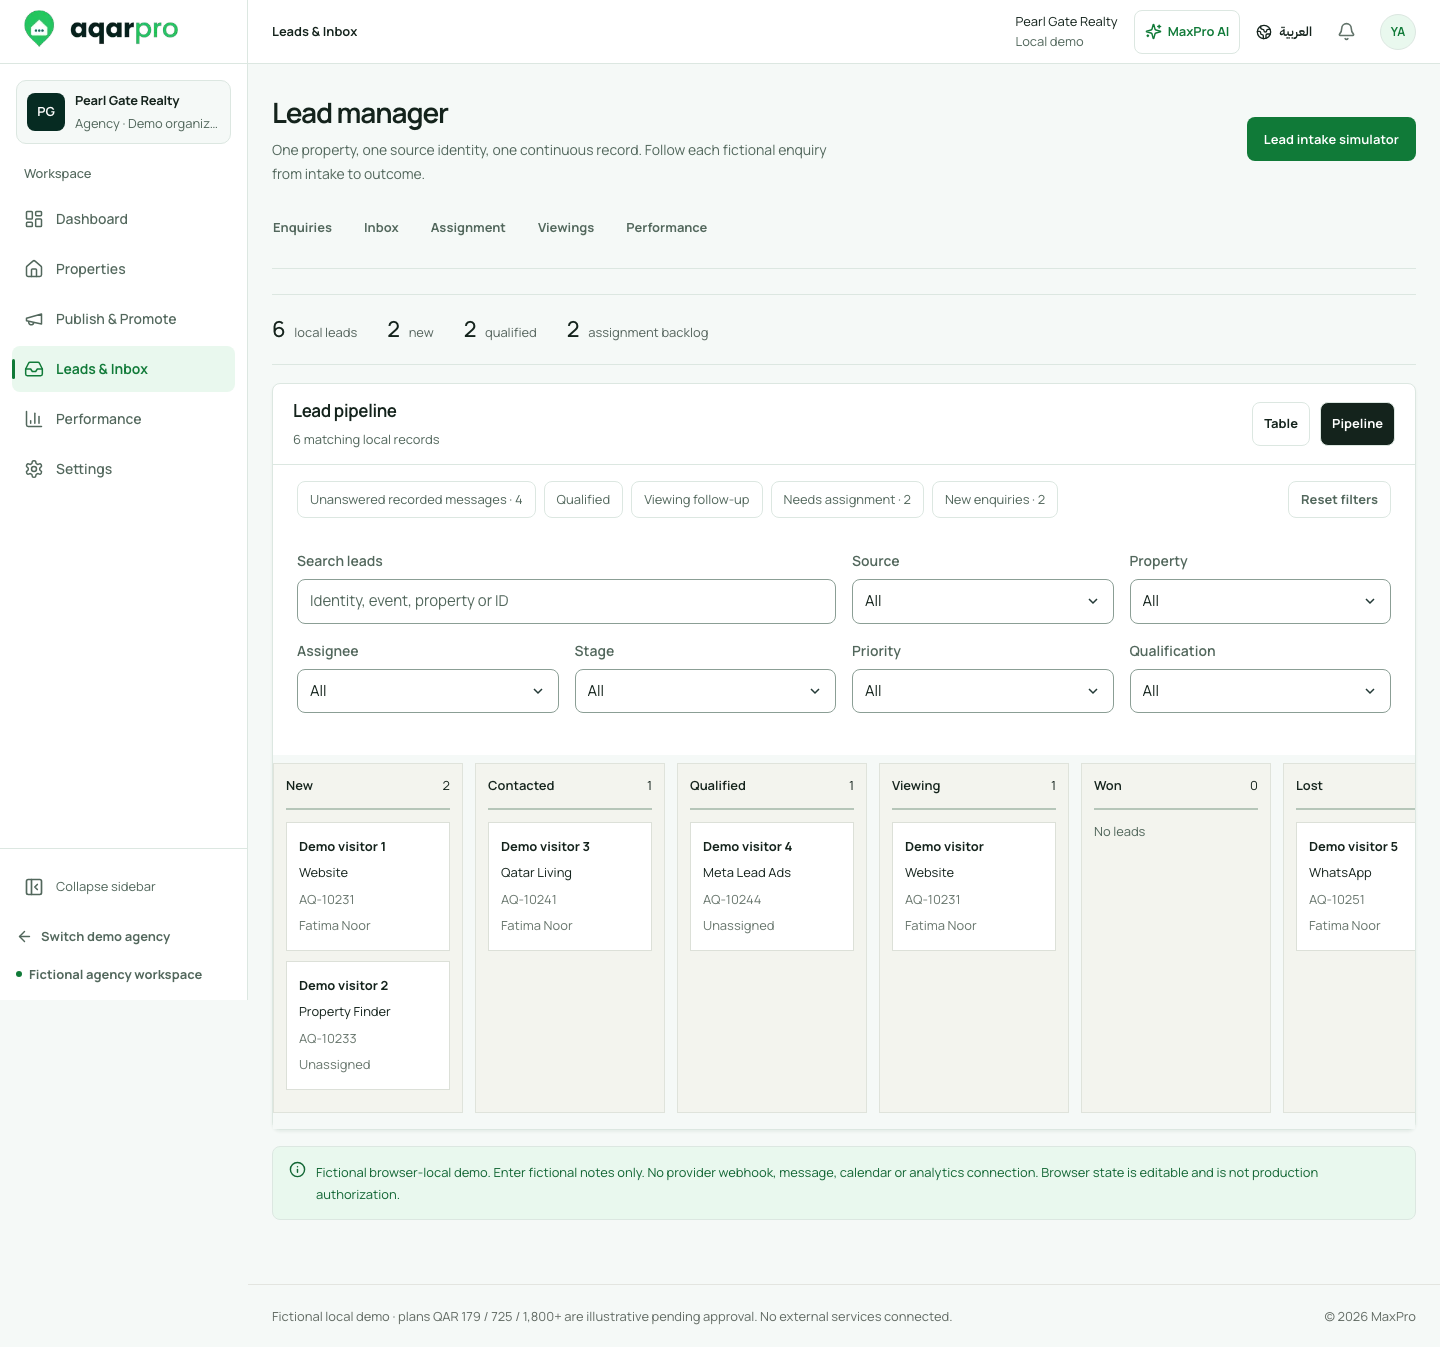 aqarpro
Leads & Inbox
Pearl Gate Realty
Local demo
MaxPro AI
العربية
YA
PG
Pearl Gate Realty
Agency · Demo organiz...
Workspace
Dashboard
Properties
Publish & Promote
Leads & Inbox
Performance
Settings
Collapse sidebar
Switch demo agency
Fictional agency workspace
Lead manager
One property, one source identity, one continuous record. Follow each fictional enquiry
from intake to outcome.
Lead intake simulator
Enquiries Inbox Assignment Viewings Performance
6 local leads 2 new 2 qualified 2 assignment backlog
Lead pipeline
6 matching local records
Table Pipeline
Unanswered recorded messages · 4 Qualified Viewing follow-up Needs assignment · 2 New enquiries · 2 Reset filters
Search leads Source Property
Identity, event, property or ID All All
Assignee Stage Priority Qualification
All All All All
New 2
Demo visitor 1
Website
AQ-10231
Fatima Noor
Demo visitor 2
Property Finder
AQ-10233
Unassigned
Contacted 1
Demo visitor 3
Qatar Living
AQ-10241
Fatima Noor
Qualified 1
Demo visitor 4
Meta Lead Ads
AQ-10244
Unassigned
Viewing 1
Demo visitor
Website
AQ-10231
Fatima Noor
Won 0
No leads
Lost
Demo visitor 5
WhatsApp
AQ-10251
Fatima Noor
Fictional browser-local demo. Enter fictional notes only. No provider webhook, message, calendar or analytics connection. Browser state is editable and is not production
authorization.
Fictional local demo · plans QAR 179 / 725 / 1,800+ are illustrative pending approval. No external services connected.
© 2026 MaxPro